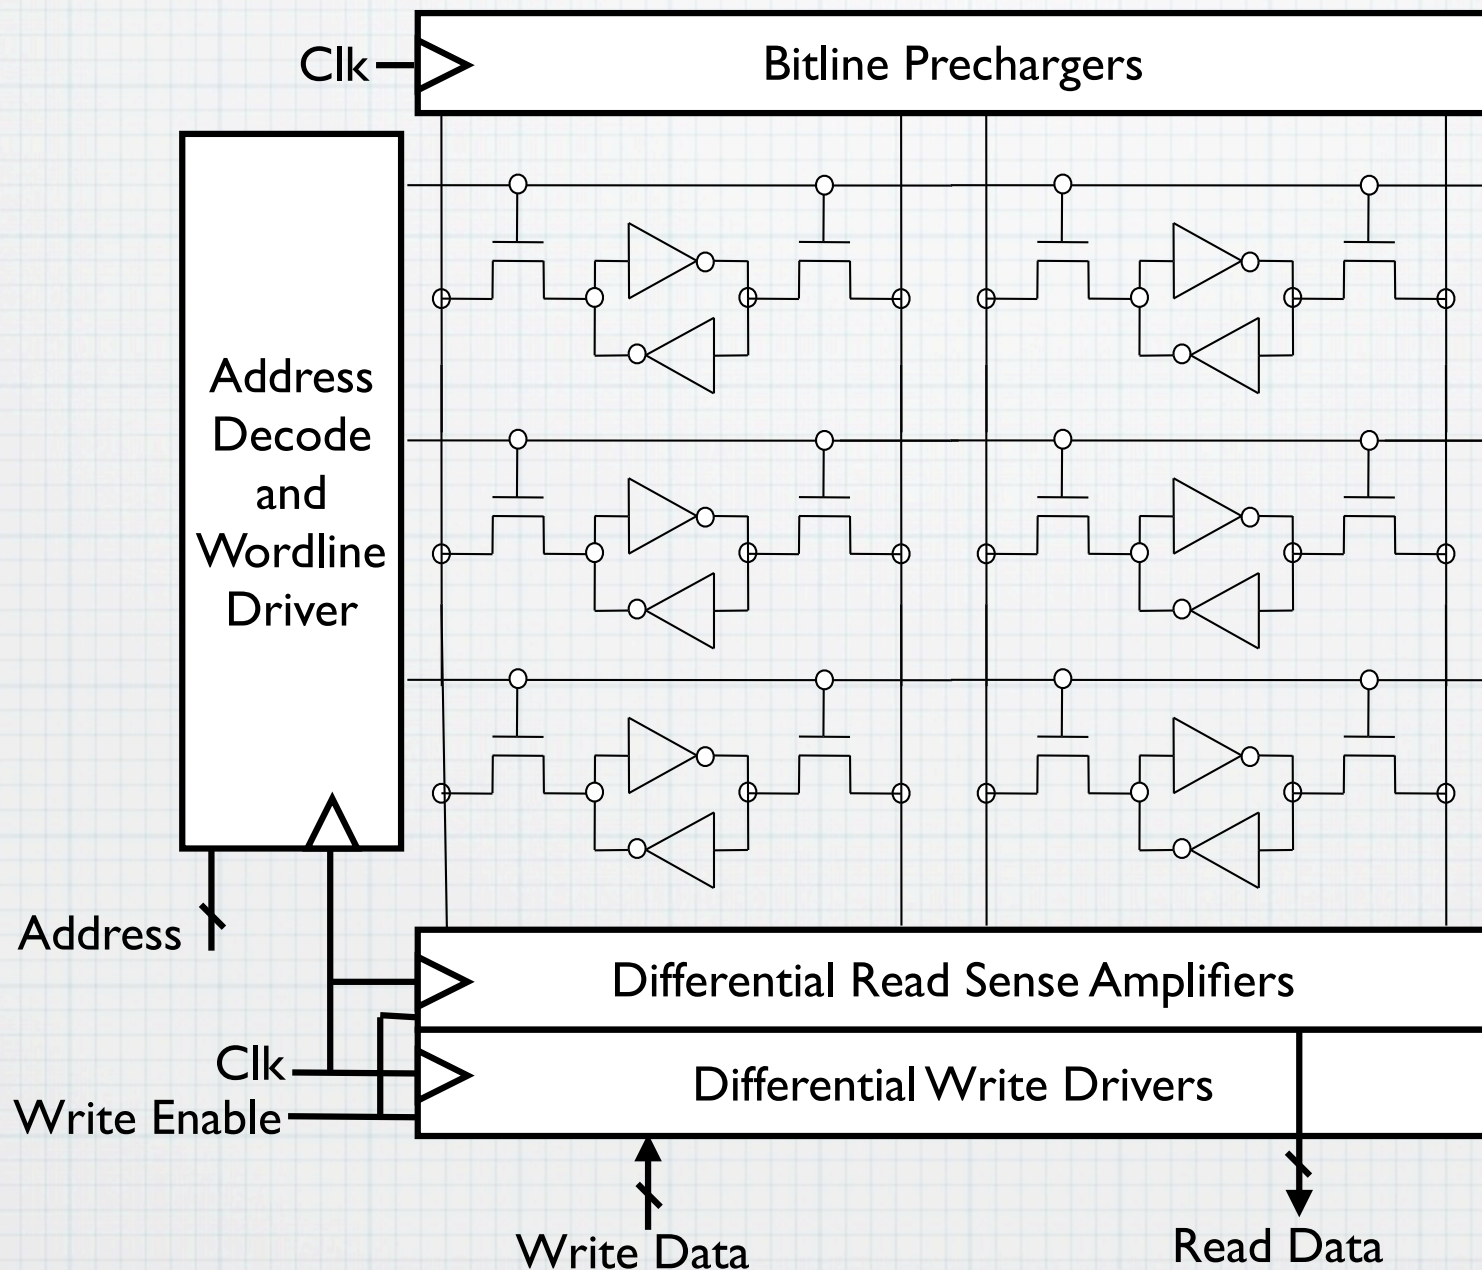 Clk
Bitline Prechargers
Address
Decode
and
Wordline
Driver
Address
Differential Read Sense Amplifiers
Clk
Differential Write Drivers
Write Enable
Write Data
Read Data